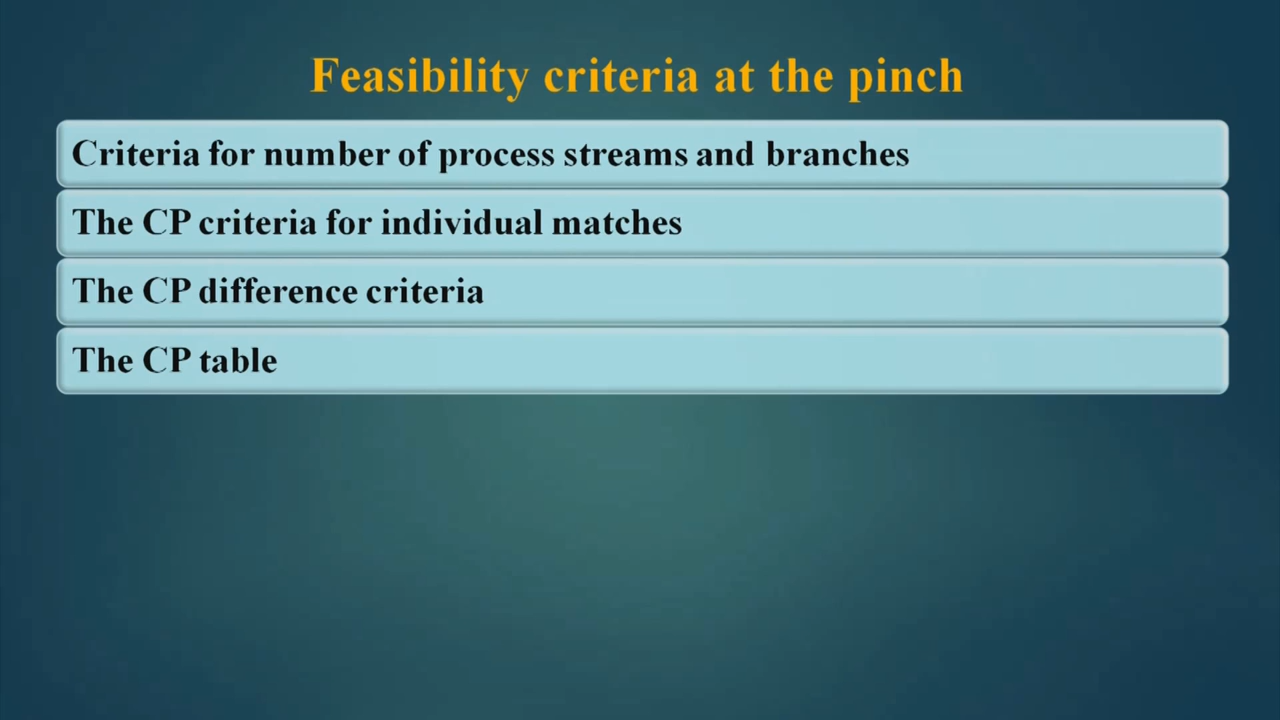 Feasibility criteria at the pinch
Criteria for number of process streams and branches
The CP criteria for individual matches
The CP difference criteria
The CP table